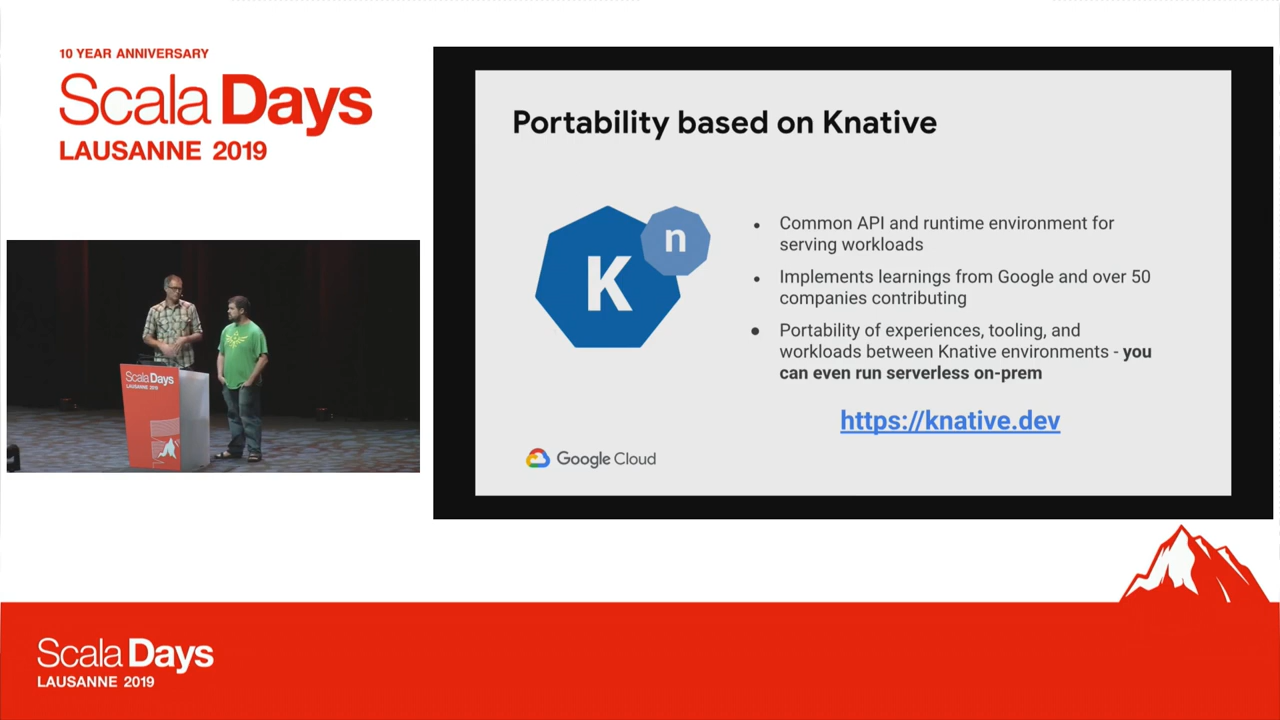 10 YEAR ANNIVERSARY
Scala Days
LAUSANNE 2019
Portability based on Knative
K
n
• Common API and runtime environment for
serving workloads
• Implements learnings from Google and over 50
companies contributing
• Portability of experiences, tooling, and
workloads between Knative environments - you
can even run serverless on-prem
https://knative.dev
Google Cloud
Scala Days
LAUSANNE 2019
Scala Days
LAUSANNE 2019